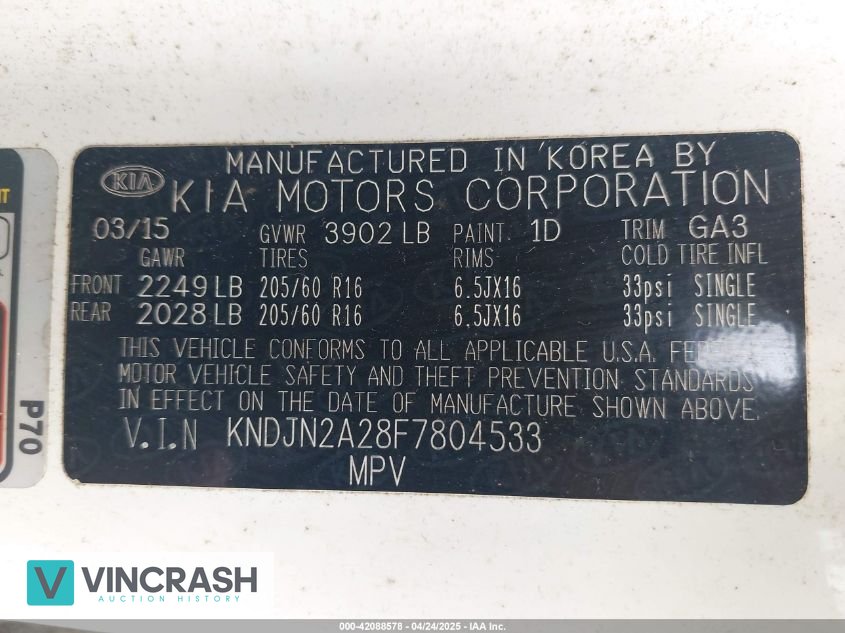 MANUFACTURED IN KOREA BY
KIA KIA MOTORS CORPORATION
03/15 GVWR 3902 LB PAINT. 1D TRIM GA3
GAWR TIRES RIMS COLD TIRE INFL
FRONT 2249 LB 205/60 R16 6.5JX16 33psi SINGLE
REAR 2028 LB 205/60 R16 6.5JX16 33psi SINGLE
THIS VEHICLE CONFORMS TO ALL APPLICABLE U.S.A.
MOTOR VEHICLE SAFETY AND THEFT PREVENTION STANDARDS
IN EFFECT ON THE DATE OF MANUFACTURE SHOWN ABOVE.
V.I.N KNDJN2A28F7804533
MPV
P70
VINCRASH
AUCTION HISTORY
000-42088578 - 04/24/2025 - IAA Inc.